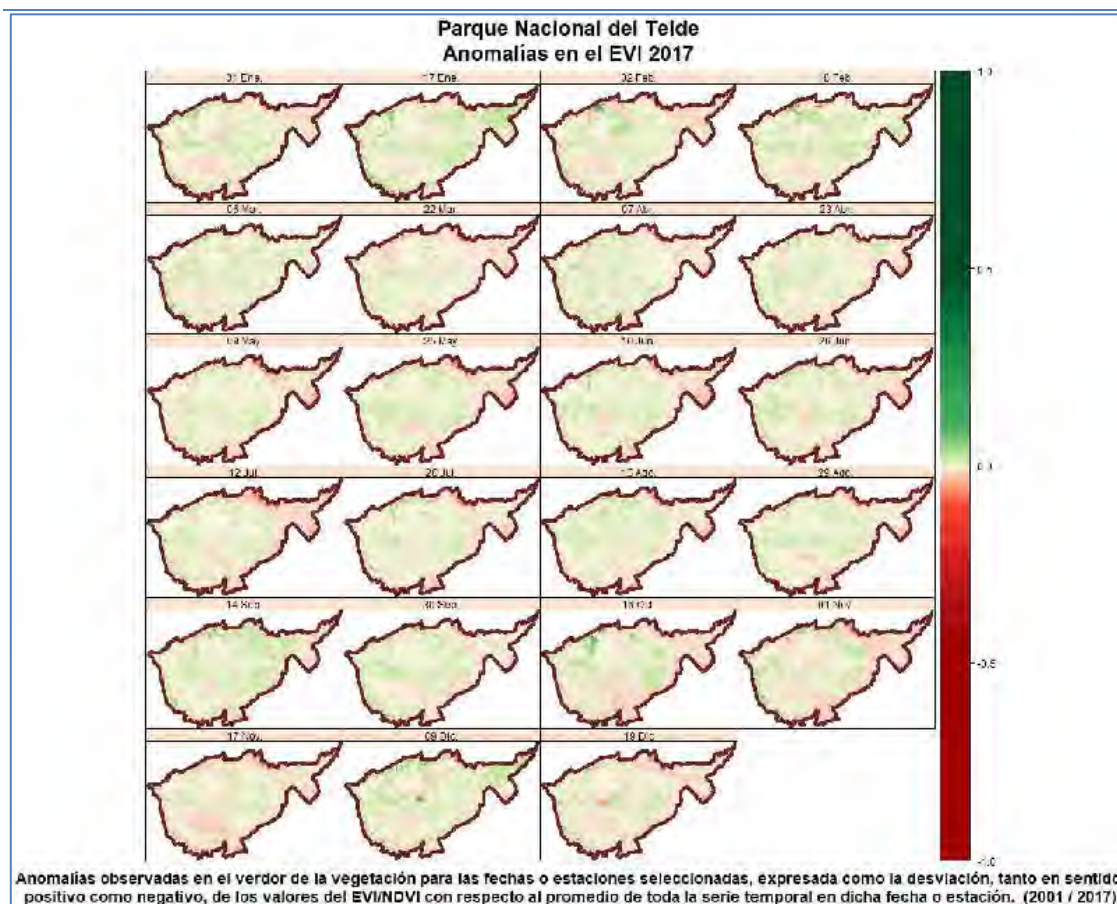 Parque Nacional del Teide
Anomalías en el EVI 2017
01 Ene. 17 Ene. 02 Feb. Feb.
1.0
06 Mar. 22 Mar. 07 Abr. 23 Abr.
0.5
09 May 25 May 10 Jun. 26 Jun.
0.0
12 Jul. Jul. Ago. 29 Ago.
14 Sep. 30 Sep. Oct. 01 Nov.
-0.5
17 Nov. Dic. 19 Dic.
-1.0
Anomalías observadas en el verdor de la vegetación para las fechas o estaciones seleccionadas, expresada como la desviación, tanto en sentido
positivo como negativo, de los valores del EVI/NDVI con respecto al promedio de toda la serie temporal en dicha fecha o estación. (2001 / 2017)